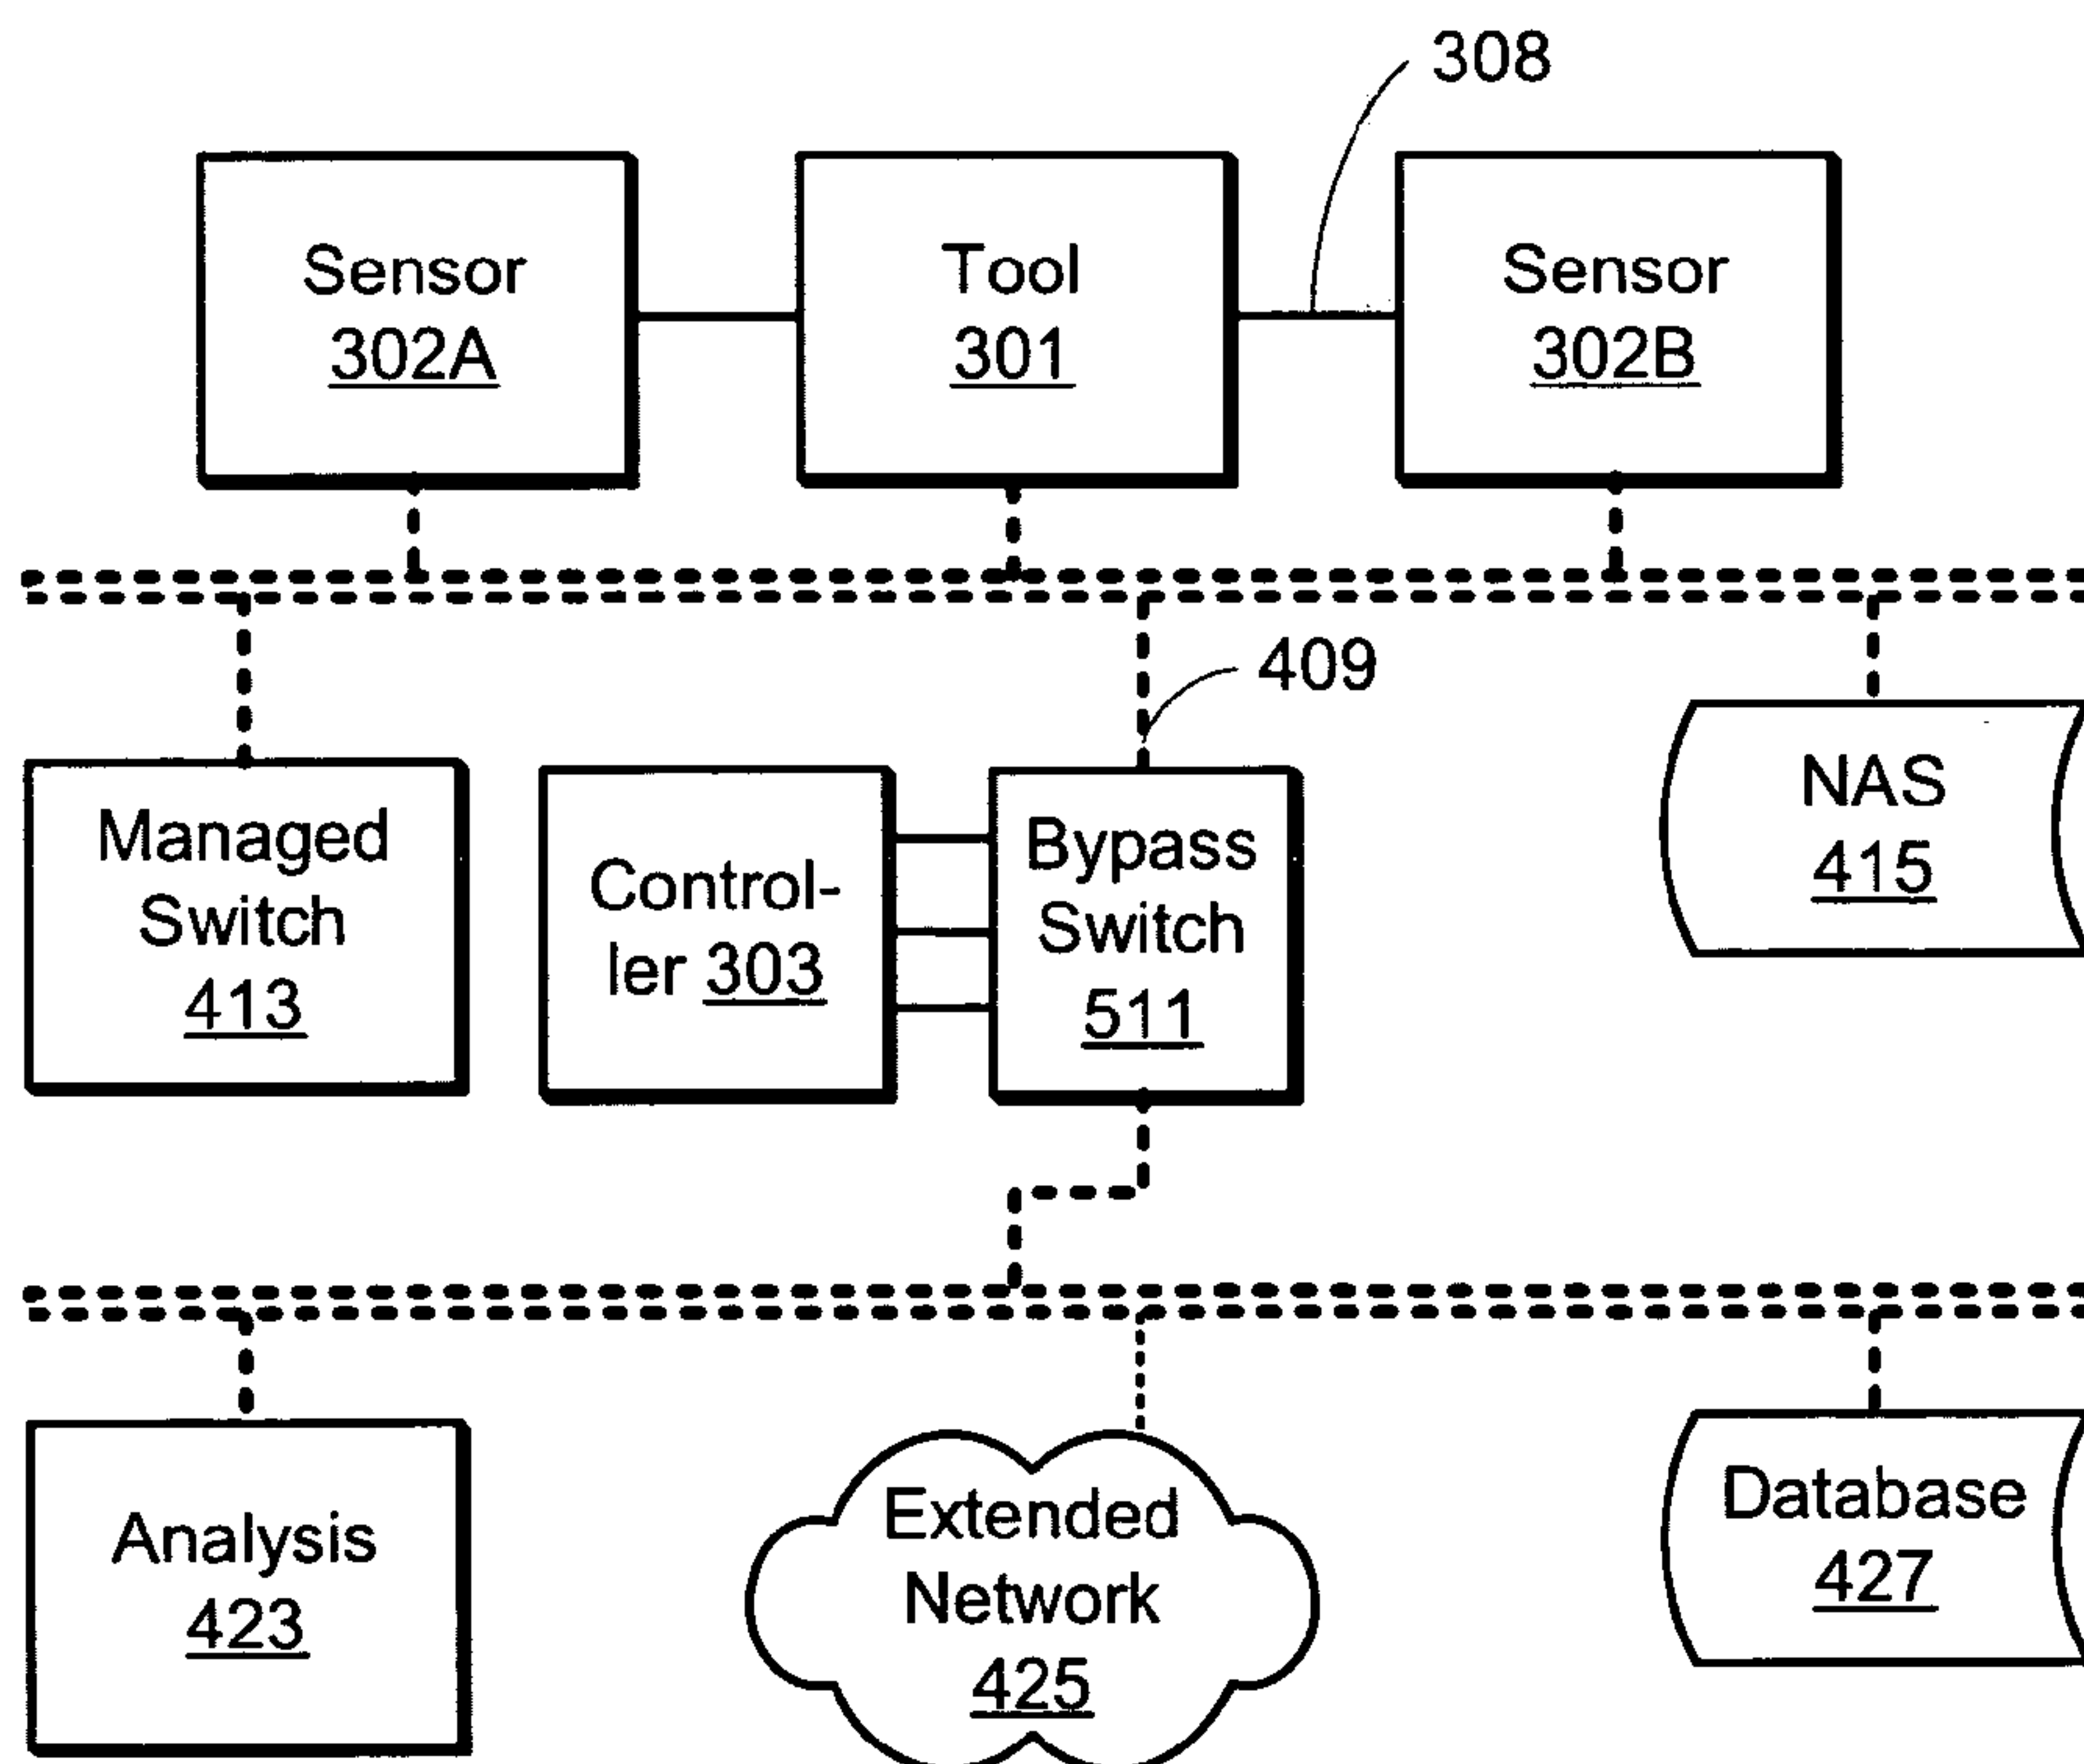 308
Sensor
302A
Tool
301
Sensor
302B
409
Managed
Switch
413
Control-
ler 303
Bypass
Switch
511
NAS
415
Analysis
423
Extended
Network
425
Database
427